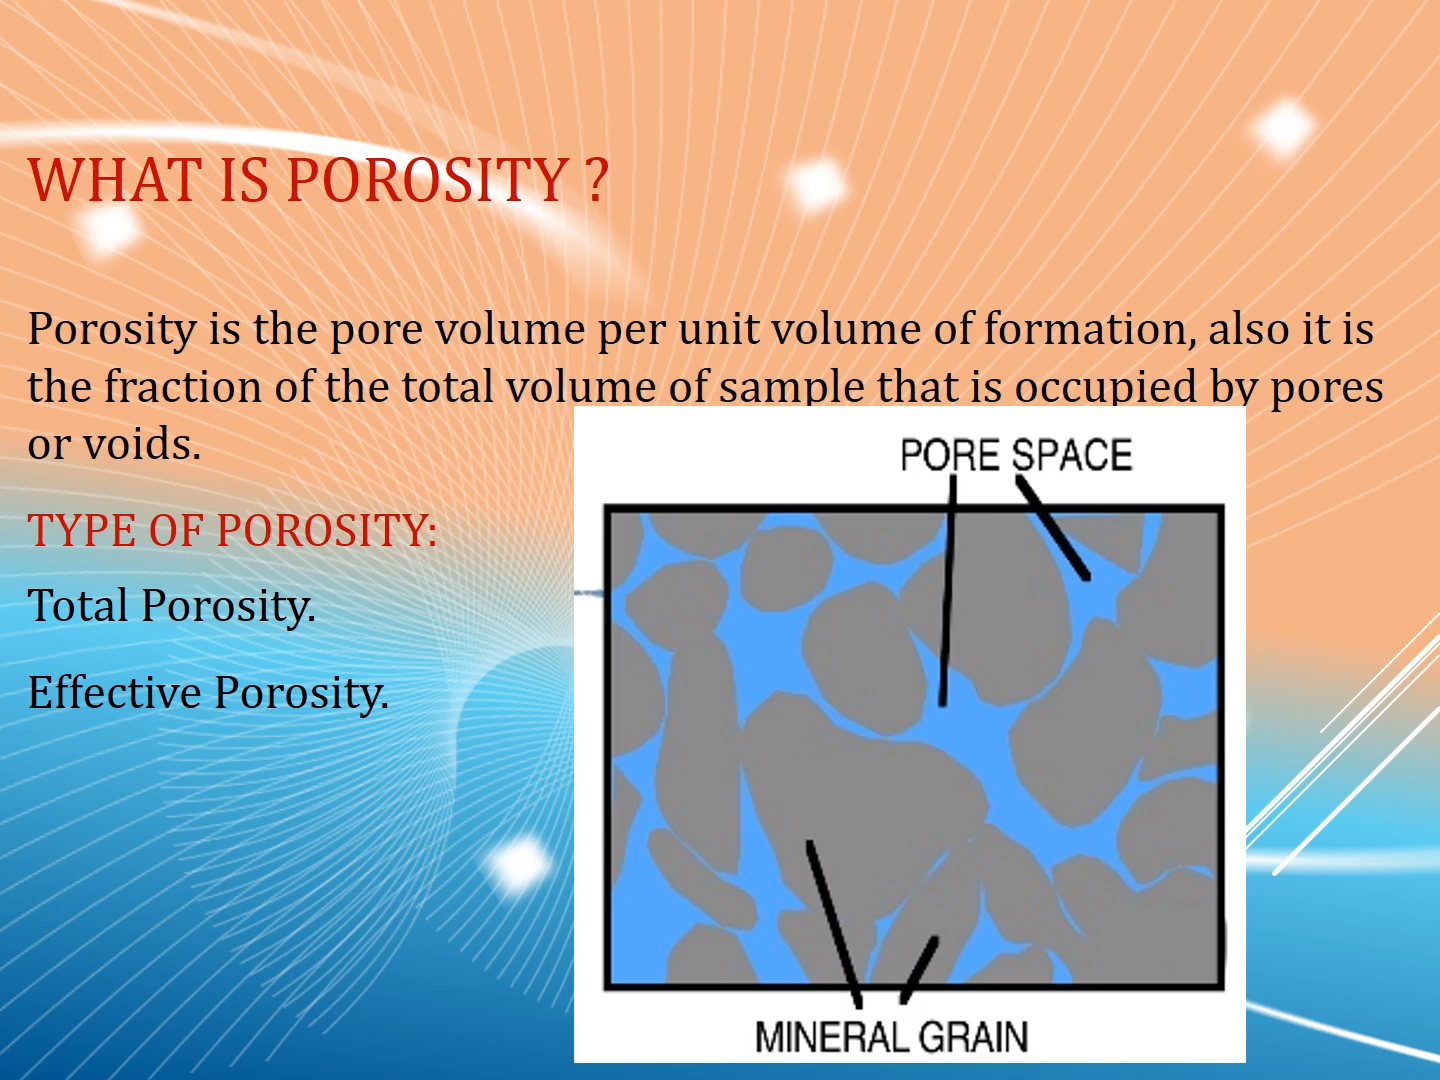 WHAT IS POROSITY ?
Porosity is the pore volume per unit volume of formation, also it is
the fraction of the total volume of sample that is occupied by pores
or voids.
TYPE OF POROSITY:
Total Porosity.
Effective Porosity.
PORE SPACE
MINERAL GRAIN